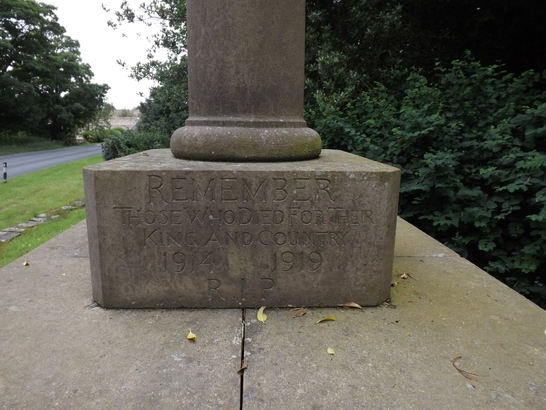 REMEMBER
THOSE WHO DIED FOR THEIR
KING AND COUNTRY
1914 1919
R I P